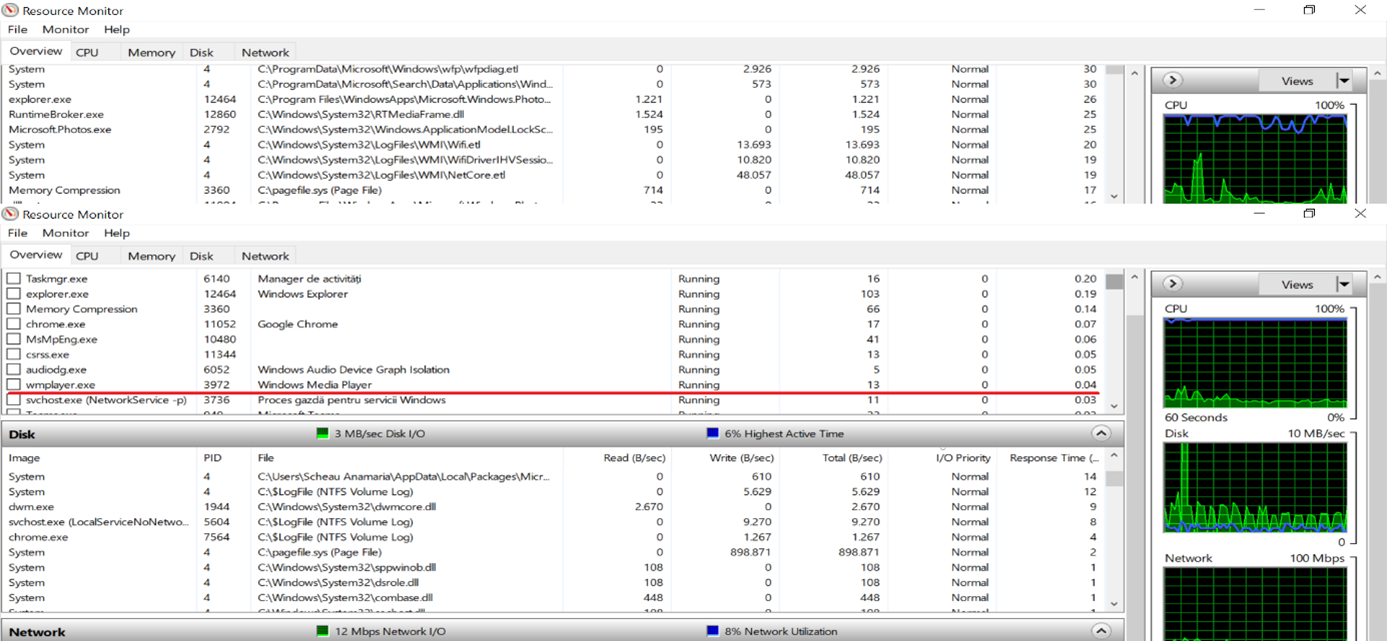 Resource Monitor
File Monitor Help
Overview CPU Memory Disk Network
System 4 C:\ProgramData\Microsoft\Windows\wfp\wfpdiag.etl 0 2.926 2.926 Normal 30
System 4 C:\ProgramData\Microsoft\Search\Data\Applications\Wind... 0 573 573 Normal 30
explorer.exe 12464 C:\Program Files\WindowsApps\Microsoft.Windows.Photo... 1.221 0 1.221 Normal 26
RuntimeBroker.exe 12860 C:\Windows\System32\RTMediaFrame.dll 1.524 0 1.524 Normal 25
Microsoft.Photos.exe 2792 C:\Windows\System32\Windows.ApplicationModel.LockSc... 195 0 195 Normal 25
System 4 C:\Windows\System32\LogFiles\WMI\Wifi.etl 0 13.693 13.693 Normal 20
System 4 C:\Windows\System32\LogFiles\WMI\WifiDriverIHVSessio... 0 10.820 10.820 Normal 19
System 4 C:\Windows\System32\LogFiles\WMI\NetCore.etl 0 48.057 48.057 Normal 19
Memory Compression 3360 C:\pagefile.sys (Page File) 714 0 714 Normal 17
Views
CPU 100%
Resource Monitor
File Monitor Help
Overview CPU Memory Disk Network
Taskmgr.exe 6140 Manager de activități Running 16 0 0.20
explorer.exe 12464 Windows Explorer Running 103 0 0.19
Memory Compression 3360 Running 66 0 0.14
chrome.exe 11052 Google Chrome Running 17 0 0.07
MsMpEng.exe 10480 Running 41 0 0.06
csrss.exe 11344 Running 13 0 0.05
audiodg.exe 6052 Windows Audio Device Graph Isolation Running 5 0 0.05
wmplayer.exe 3972 Windows Media Player Running 13 0 0.04
svchost.exe (NetworkService -p) 3736 Proces gazdă pentru servicii Windows Running 11 0 0.03
Disk 3 MB/sec Disk I/O 6% Highest Active Time
Image PID File Read (B/sec) Write (B/sec) Total (B/sec) I/O Priority Response Time (...
System 4 C:\Users\Scheau Anamaria\AppData\Local\Packages\Micr... 0 610 610 Normal 14
System 4 C:\$LogFile (NTFS Volume Log) 0 5.629 5.629 Normal 12
dwm.exe 1944 C:\Windows\System32\dwmcore.dll 2.670 0 2.670 Normal 9
svchost.exe (LocalServiceNoNetwo... 5604 C:\$LogFile (NTFS Volume Log) 0 9.270 9.270 Normal 8
chrome.exe 7564 C:\$LogFile (NTFS Volume Log) 0 1.267 1.267 Normal 4
System 4 C:\pagefile.sys (Page File) 0 898.871 898.871 Normal 2
System 4 C:\Windows\System32\sppwinob.dll 108 0 108 Normal 1
System 4 C:\Windows\System32\dsrole.dll 108 0 108 Normal 1
System 4 C:\Windows\System32\combase.dll 448 0 448 Normal 1
Network 12 Mbps Network I/O 8% Network Utilization
Views
CPU 100%
60 Seconds 0%
Disk 10 MB/sec
0
Network 100 Mbps